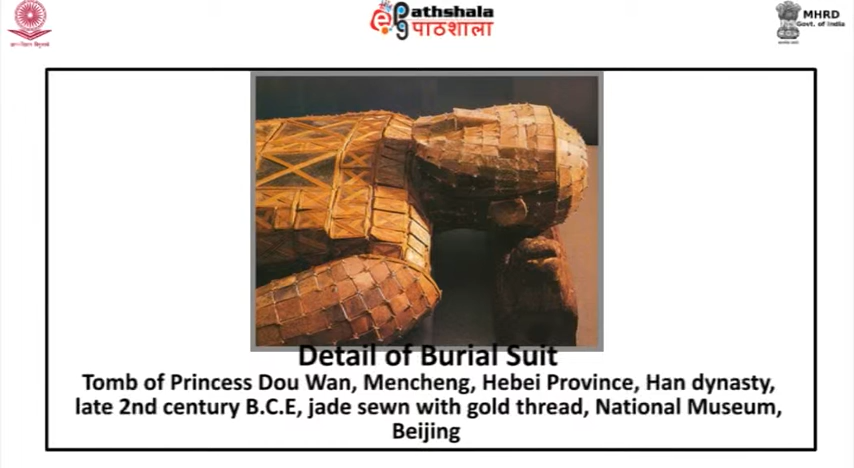 ePathshala
पाठशाला
MHRD
Govt. of India
Detail of Burial Suit
Tomb of Princess Dou Wan, Mencheng, Hebei Province, Han dynasty,
late 2nd century B.C.E, jade sewn with gold thread, National Museum,
Beijing